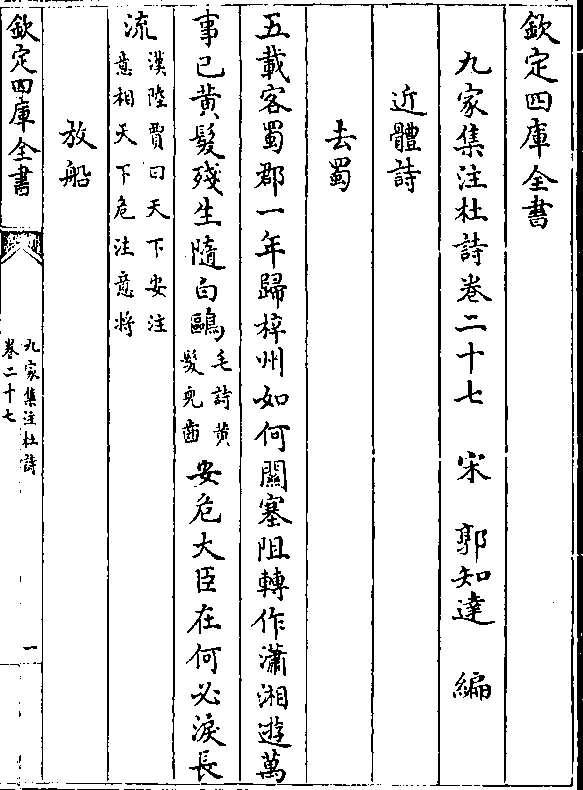 欽定四庫全書
九家集注杜詩卷二十七 宋 郭知達 編
近體詩
去蜀
五載客蜀郡一年歸梓州如何關塞阻轉作瀟湘遊萬
事已黃髮殘生隨白鷗毛詩黃髮兒齒安危大臣在何必淚長
流漢陸賈曰天下安注意相天下危注意將
放船
欽定四庫全書
九家集注杜詩
卷二十七
一